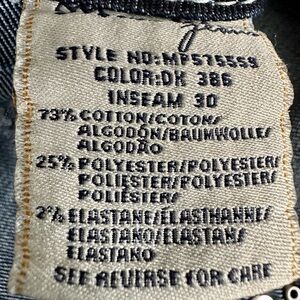 STYLE NO:MP575559
COLOR:DK 386
INSEAM 30
73% COTTON/COTON/
ALGODÓN/BAUMWOLLE/
ALGODÃO
25% POLYESTER/POLYESTER/
POLIÉSTER/POLYESTER/
POLIÉSTER/
2% ELASTANE/ÉLASTHANNE/
ELASTANO/ELASTAN/
ELASTANO
SEE REVERSE FOR CARE